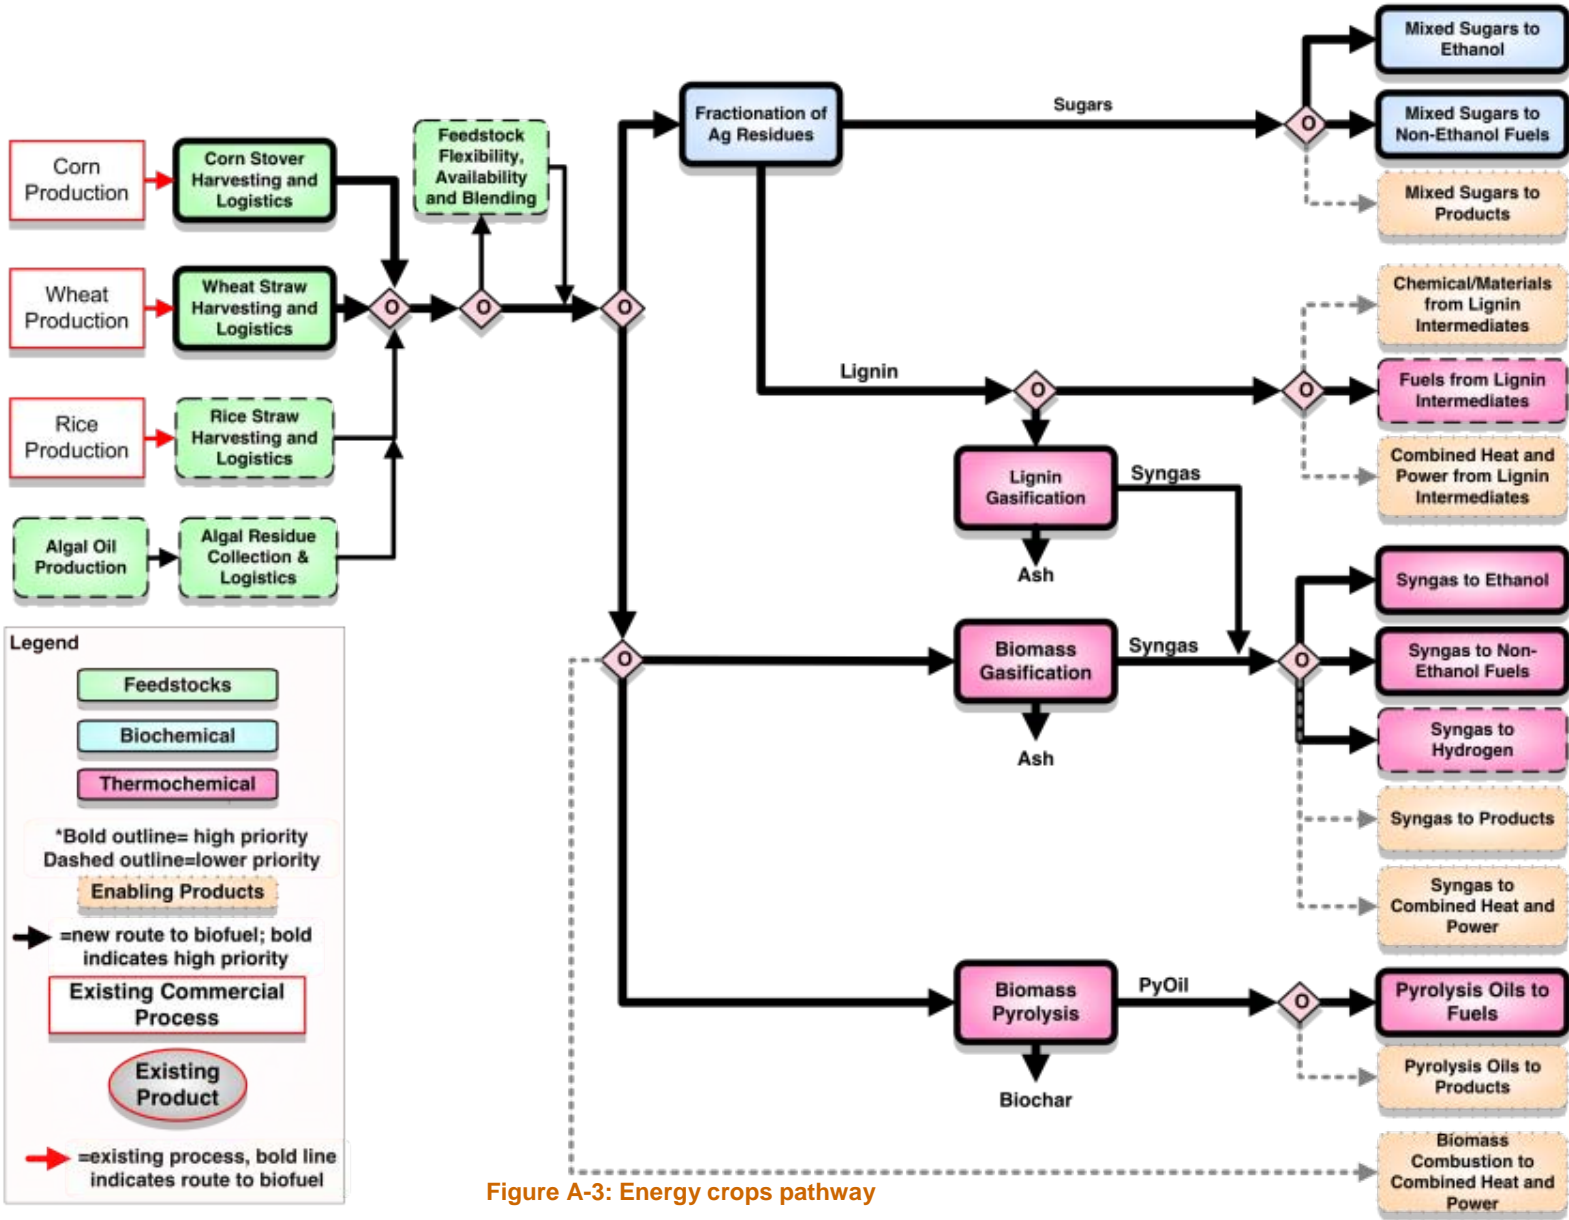 Corn
Production
Corn Stover
Harvesting and
Logistics
Wheat
Production
Wheat Straw
Harvesting and
Logistics
Rice
Production
Rice Straw
Harvesting and
Logistics
Algal Oil
Production
Algal Residue
Collection &
Logistics
O
O
O
Feedstock
Flexibility,
Availability
and Blending
Fractionation of
Ag Residues
Sugars
O
Mixed Sugars to
Ethanol
Mixed Sugars to
Non-Ethanol Fuels
Mixed Sugars to
Products
Lignin
O
O
Chemical/Materials
from Lignin
Intermediates
Fuels from Lignin
Intermediates
Combined Heat and
Power from Lignin
Intermediates
Lignin
Gasification
Syngas
Ash
O
Biomass
Gasification
Syngas
Ash
O
Syngas to Ethanol
Syngas to Non-
Ethanol Fuels
Syngas to
Hydrogen
Syngas to Products
Syngas to
Combined Heat and
Power
Biomass
Pyrolysis
PyOil
Biochar
O
Pyrolysis Oils to
Fuels
Pyrolysis Oils to
Products
Biomass
Combustion to
Combined Heat and
Power
Legend
Feedstocks
Biochemical
Thermochemical
*Bold outline= high priority
Dashed outline=lower priority
Enabling Products
=new route to biofuel; bold
indicates high priority
Existing Commercial
Process
Existing
Product
=existing process, bold line
indicates route to biofuel
Figure A-3: Energy crops pathway